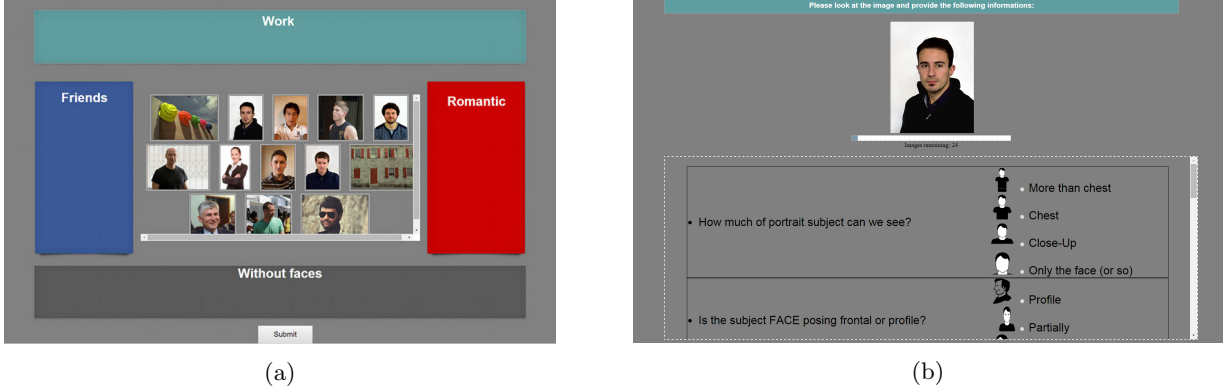 Work
Friends
Romantic
Without faces
Submit
(a)
Please look at the image and provide the following informations:
Images remaining: 24
• How much of portrait subject can we see?
More than chest
Chest
Close-Up
Only the face (or so)
• Is the subject FACE posing frontal or profile?
Profile
Partially
(b)